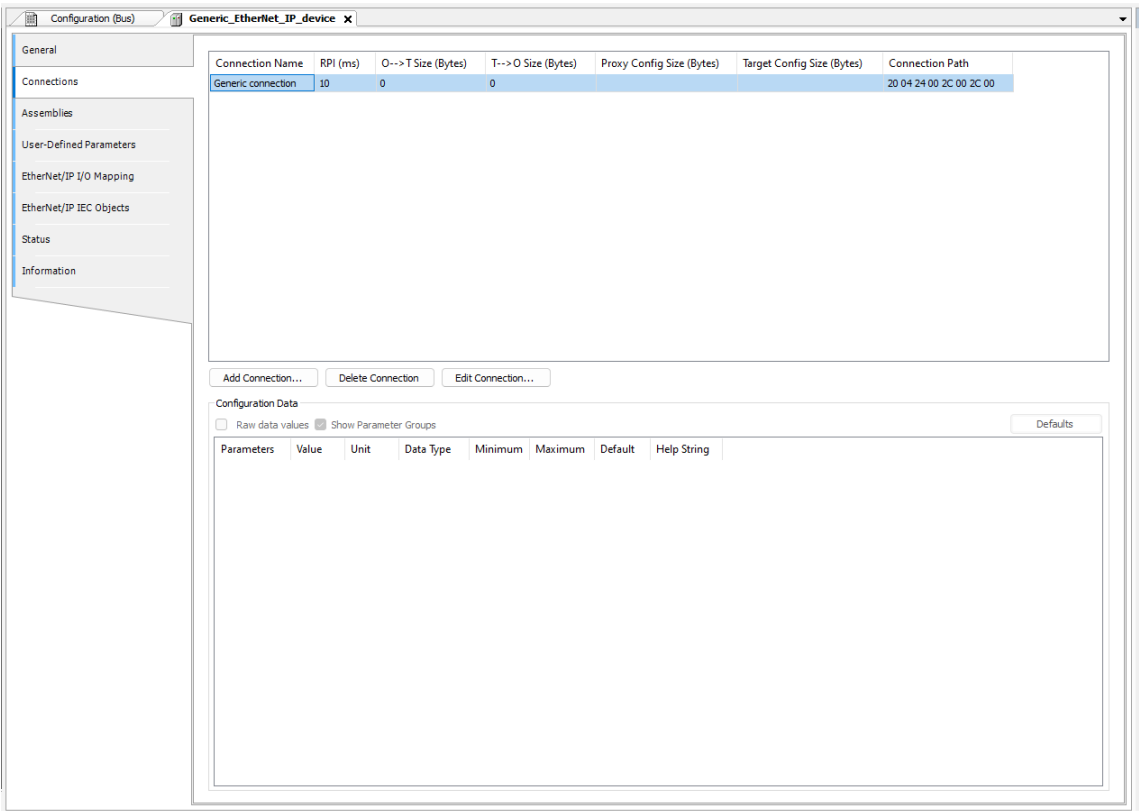 Configuration (Bus) Generic_EtherNet_IP_device x
General
Connections
Assemblies
User-Defined Parameters
EtherNet/IP I/O Mapping
EtherNet/IP IEC Objects
Status
Information
Connection Name RPI (ms) O-->T Size (Bytes) T-->O Size (Bytes) Proxy Config Size (Bytes) Target Config Size (Bytes) Connection Path
Generic connection 10 0 0 20 04 24 00 2C 00 2C 00
Add Connection... Delete Connection Edit Connection...
Configuration Data
Raw data values Show Parameter Groups Defaults
Parameters Value Unit Data Type Minimum Maximum Default Help String